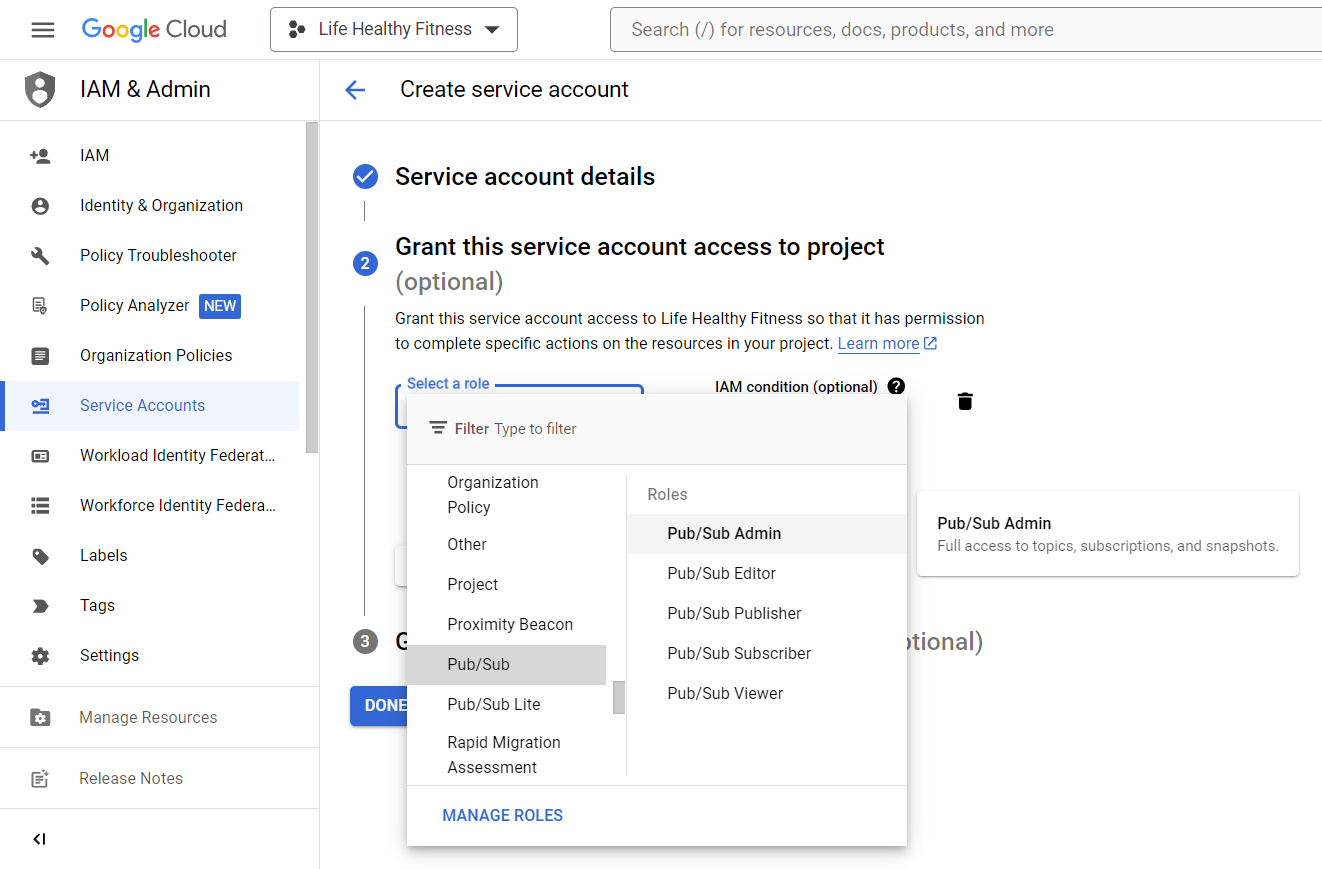 Google Cloud
Life Healthy Fitness
Search (/) for resources, docs, products, and more
IAM & Admin
Create service account
IAM
Identity & Organization
Policy Troubleshooter
Policy Analyzer NEW
Organization Policies
Service Accounts
Workload Identity Federat...
Workforce Identity Federa...
Labels
Tags
Settings
Manage Resources
Release Notes
Service account details
2
Grant this service account access to project
(optional)
Grant this service account access to Life Healthy Fitness so that it has permission
to complete specific actions on the resources in your project. Learn more
Select a role
IAM condition (optional) ?
Filter Type to filter
Organization
Policy
Other
Project
Proximity Beacon
Pub/Sub
Pub/Sub Lite
Rapid Migration
Assessment
Roles
Pub/Sub Admin
Pub/Sub Editor
Pub/Sub Publisher
Pub/Sub Subscriber
Pub/Sub Viewer
MANAGE ROLES
Pub/Sub Admin
Full access to topics, subscriptions, and snapshots.
3
DONE